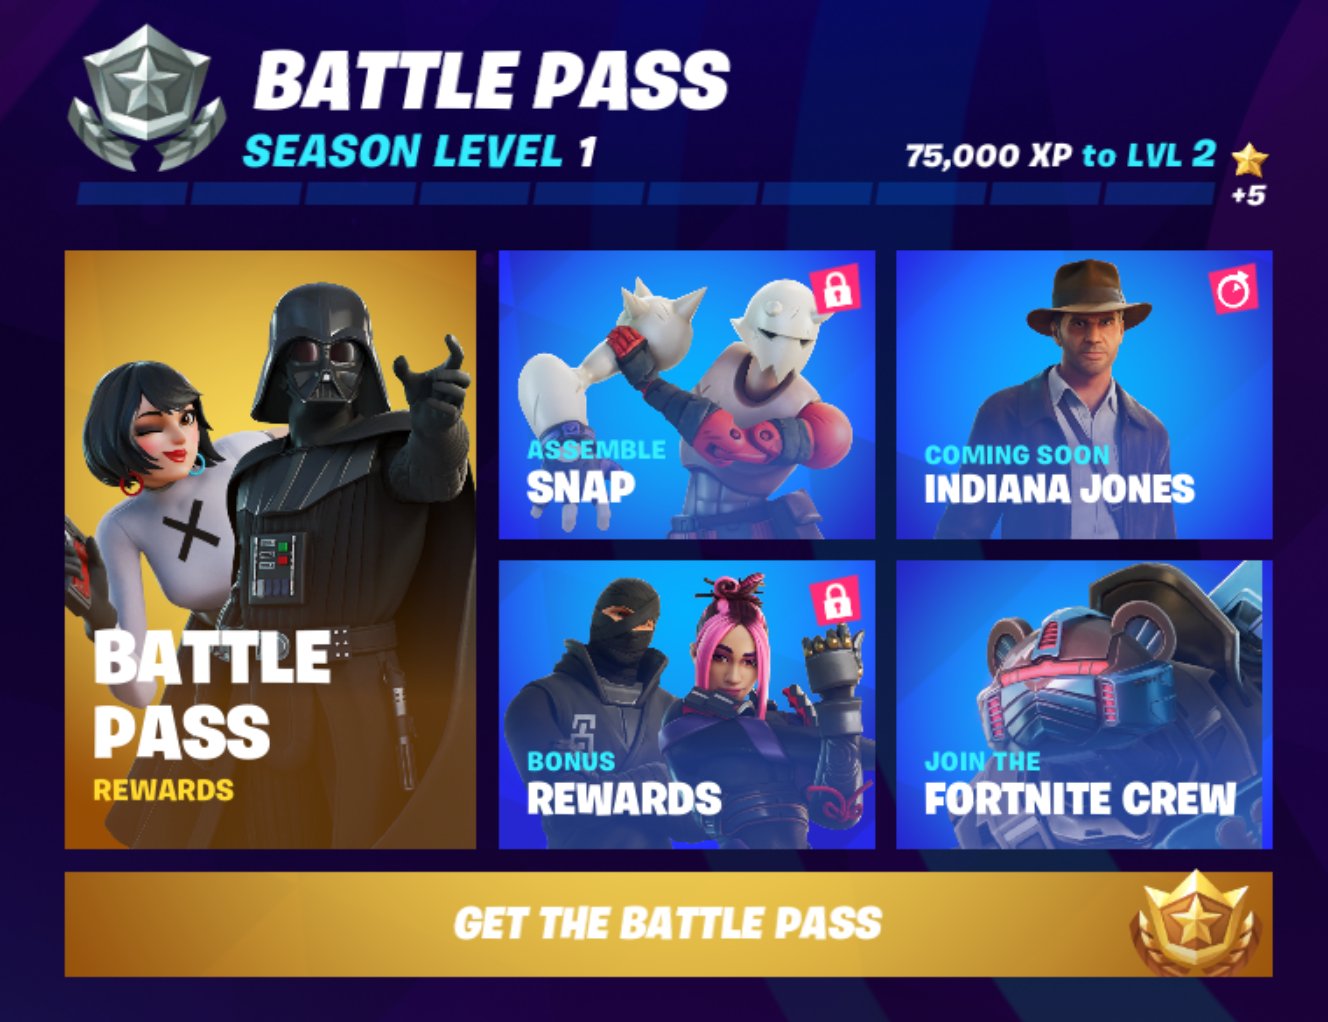 BATTLE PASS
SEASON LEVEL 1
75,000 XP to LVL 2
+5
BATTLE
PASS
REWARDS
ASSEMBLE
SNAP
COMING SOON
INDIANA JONES
BONUS
REWARDS
JOIN THE
FORTNITE CREW
GET THE BATTLE PASS